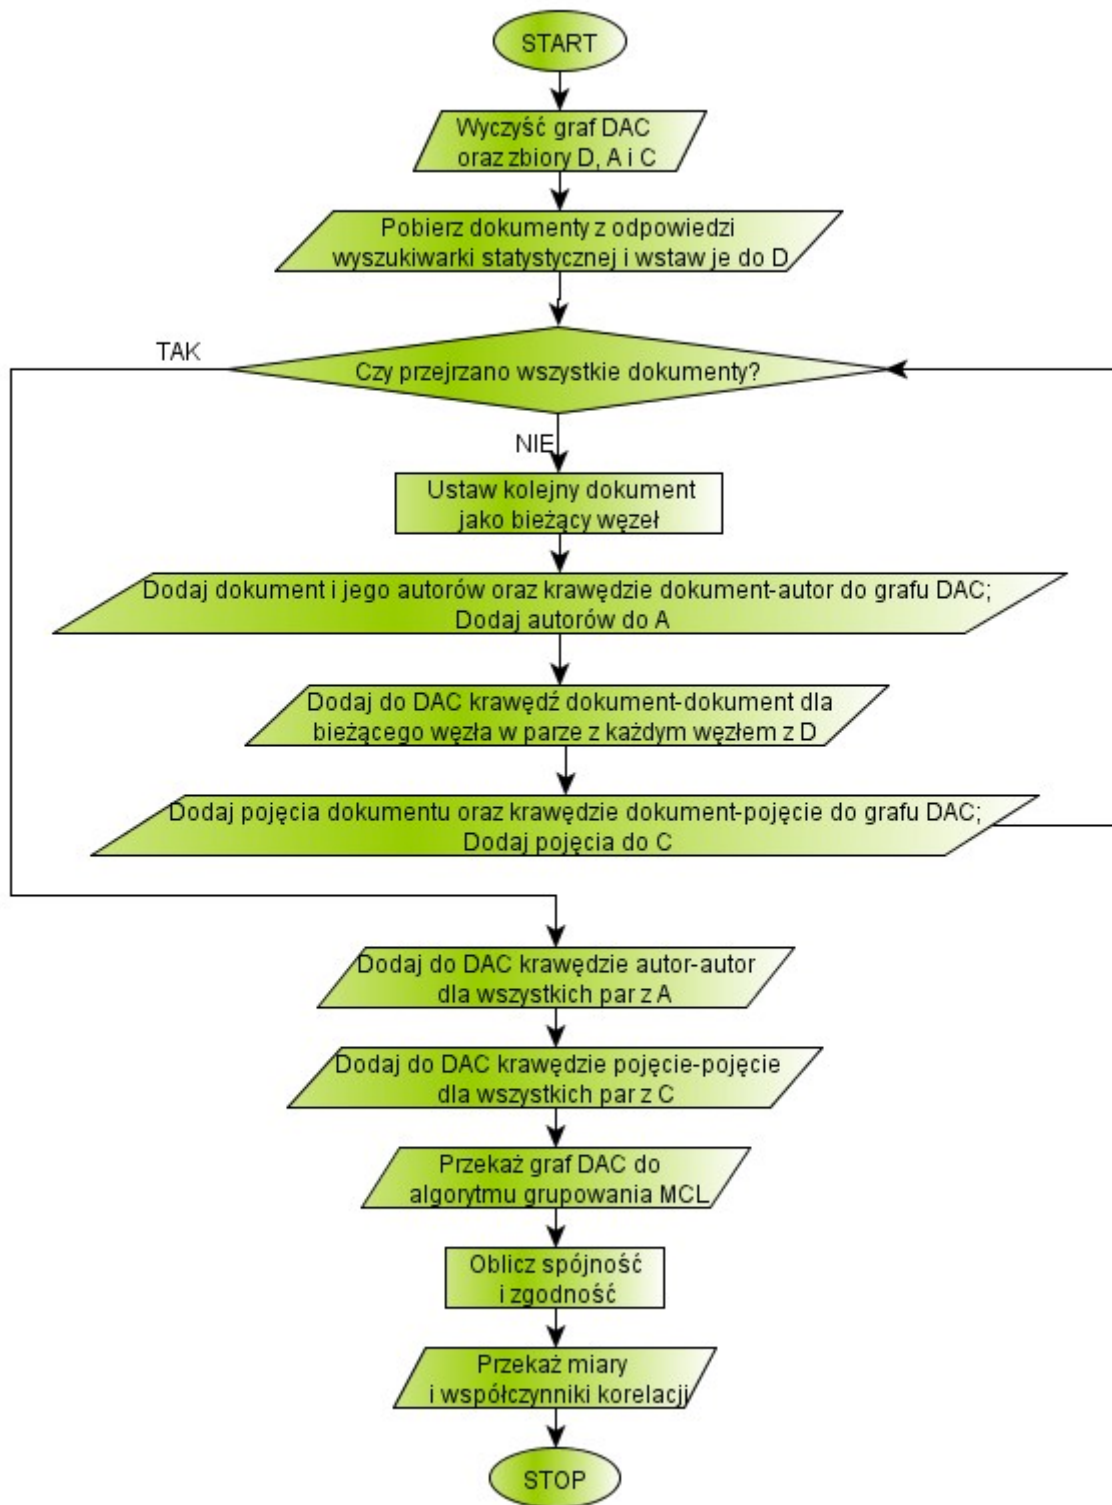 START
Wyczyść graf DAC
oraz zbiory D, A i C
Pobierz dokumenty z odpowiedzi
wyszukiwarki statystycznej i wstaw je do D
TAK
Czy przejrzano wszystkie dokumenty?
NIE
Ustaw kolejny dokument
jako bieżący węzeł
Dodaj dokument i jego autorów oraz krawędzie dokument-autor do grafu DAC;
Dodaj autorów do A
Dodaj do DAC krawędź dokument-dokument dla
bieżącego węzła w parze z każdym węzłem z D
Dodaj pojęcia dokumentu oraz krawędzie dokument-pojęcie do grafu DAC;
Dodaj pojęcia do C
Dodaj do DAC krawędzie autor-autor
dla wszystkich par z A
Dodaj do DAC krawędzie pojęcie-pojęcie
dla wszystkich par z C
Przekaż graf DAC do
algorytmu grupowania MCL
Oblicz spójność
i zgodność
Przekaż miary
i współczynniki korelacji
STOP